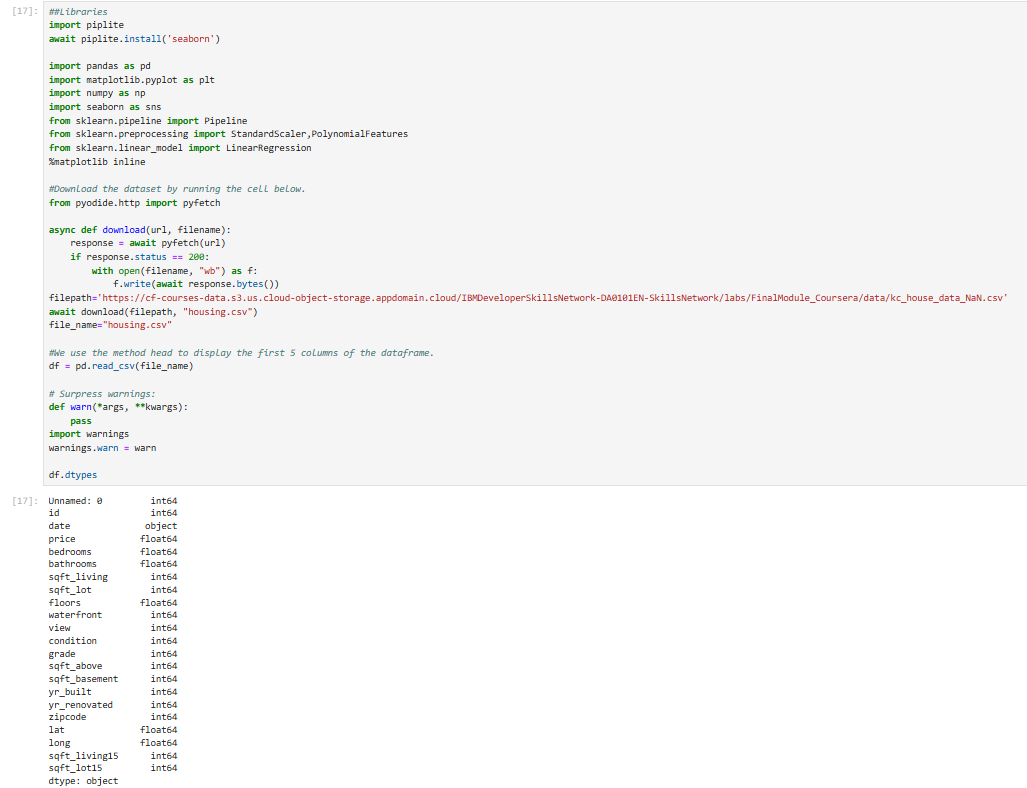 [17]: ##Libraries
import piplite
await piplite.install('seaborn')
import pandas as pd
import matplotlib.pyplot as plt
import numpy as np
import seaborn as sns
from sklearn.pipeline import Pipeline
from sklearn.preprocessing import StandardScaler,PolynomialFeatures
from sklearn.linear_model import LinearRegression
%matplotlib inline
#Download the dataset by running the cell below.
from pyodide.http import pyfetch
async def download(url, filename):
    response = await pyfetch(url)
    if response.status == 200:
        with open(filename, "wb") as f:
            f.write(await response.bytes())
filepath='https://cf-courses-data.s3.us.cloud-object-storage.appdomain.cloud/IBMDeveloperSkillsNetwork-DA0101EN-SkillsNetwork/labs/FinalModule_Coursera/data/kc_house_data_NaN.csv'
await download(filepath, "housing.csv")
file_name="housing.csv"
#We use the method head to display the first 5 columns of the dataframe.
df = pd.read_csv(file_name)
# Surpress warnings:
def warn(*args, **kwargs):
    pass
import warnings
warnings.warn = warn
df.dtypes
[17]: Unnamed: 0 int64
id int64
date object
price float64
bedrooms float64
bathrooms float64
sqft_living int64
sqft_lot int64
floors float64
waterfront int64
view int64
condition int64
grade int64
sqft_above int64
sqft_basement int64
yr_built int64
yr_renovated int64
zipcode int64
lat float64
long float64
sqft_living15 int64
sqft_lot15 int64
dtype: object